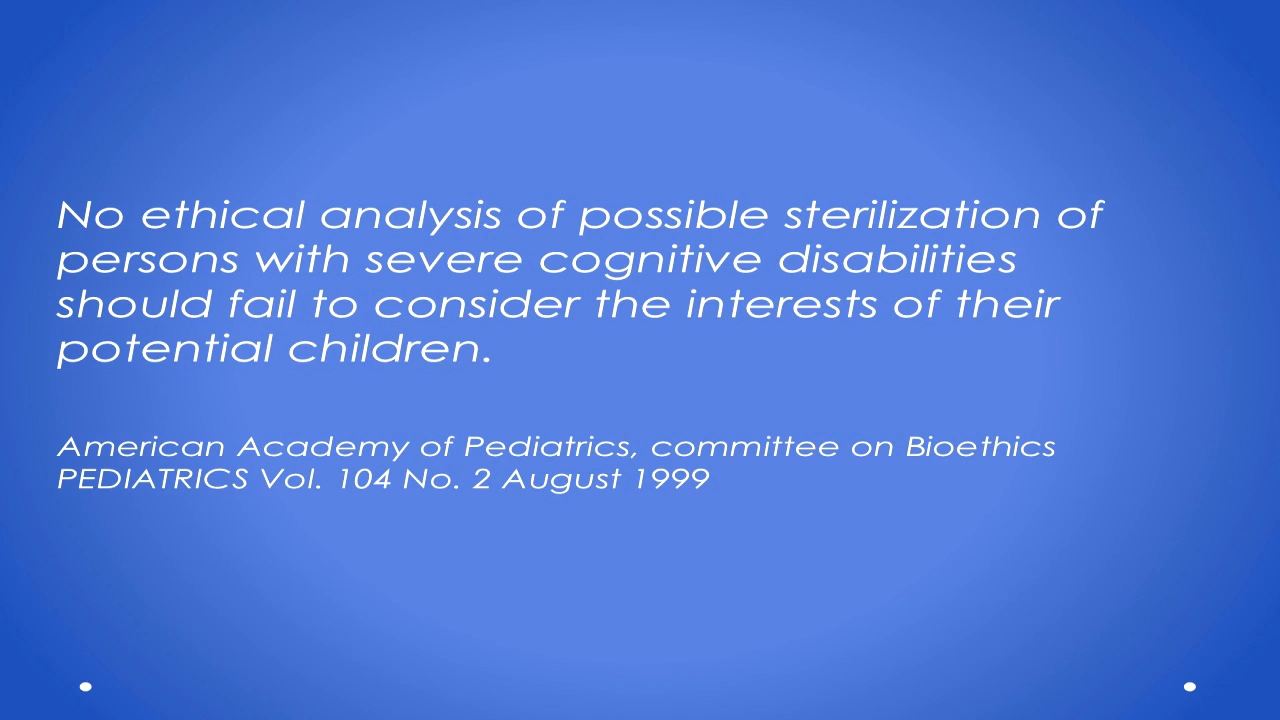 No ethical analysis of possible sterilization of
persons with severe cognitive disabilities
should fail to consider the interests of their
potential children.
American Academy of Pediatrics, committee on Bioethics
PEDIATRICS Vol. 104 No. 2 August 1999